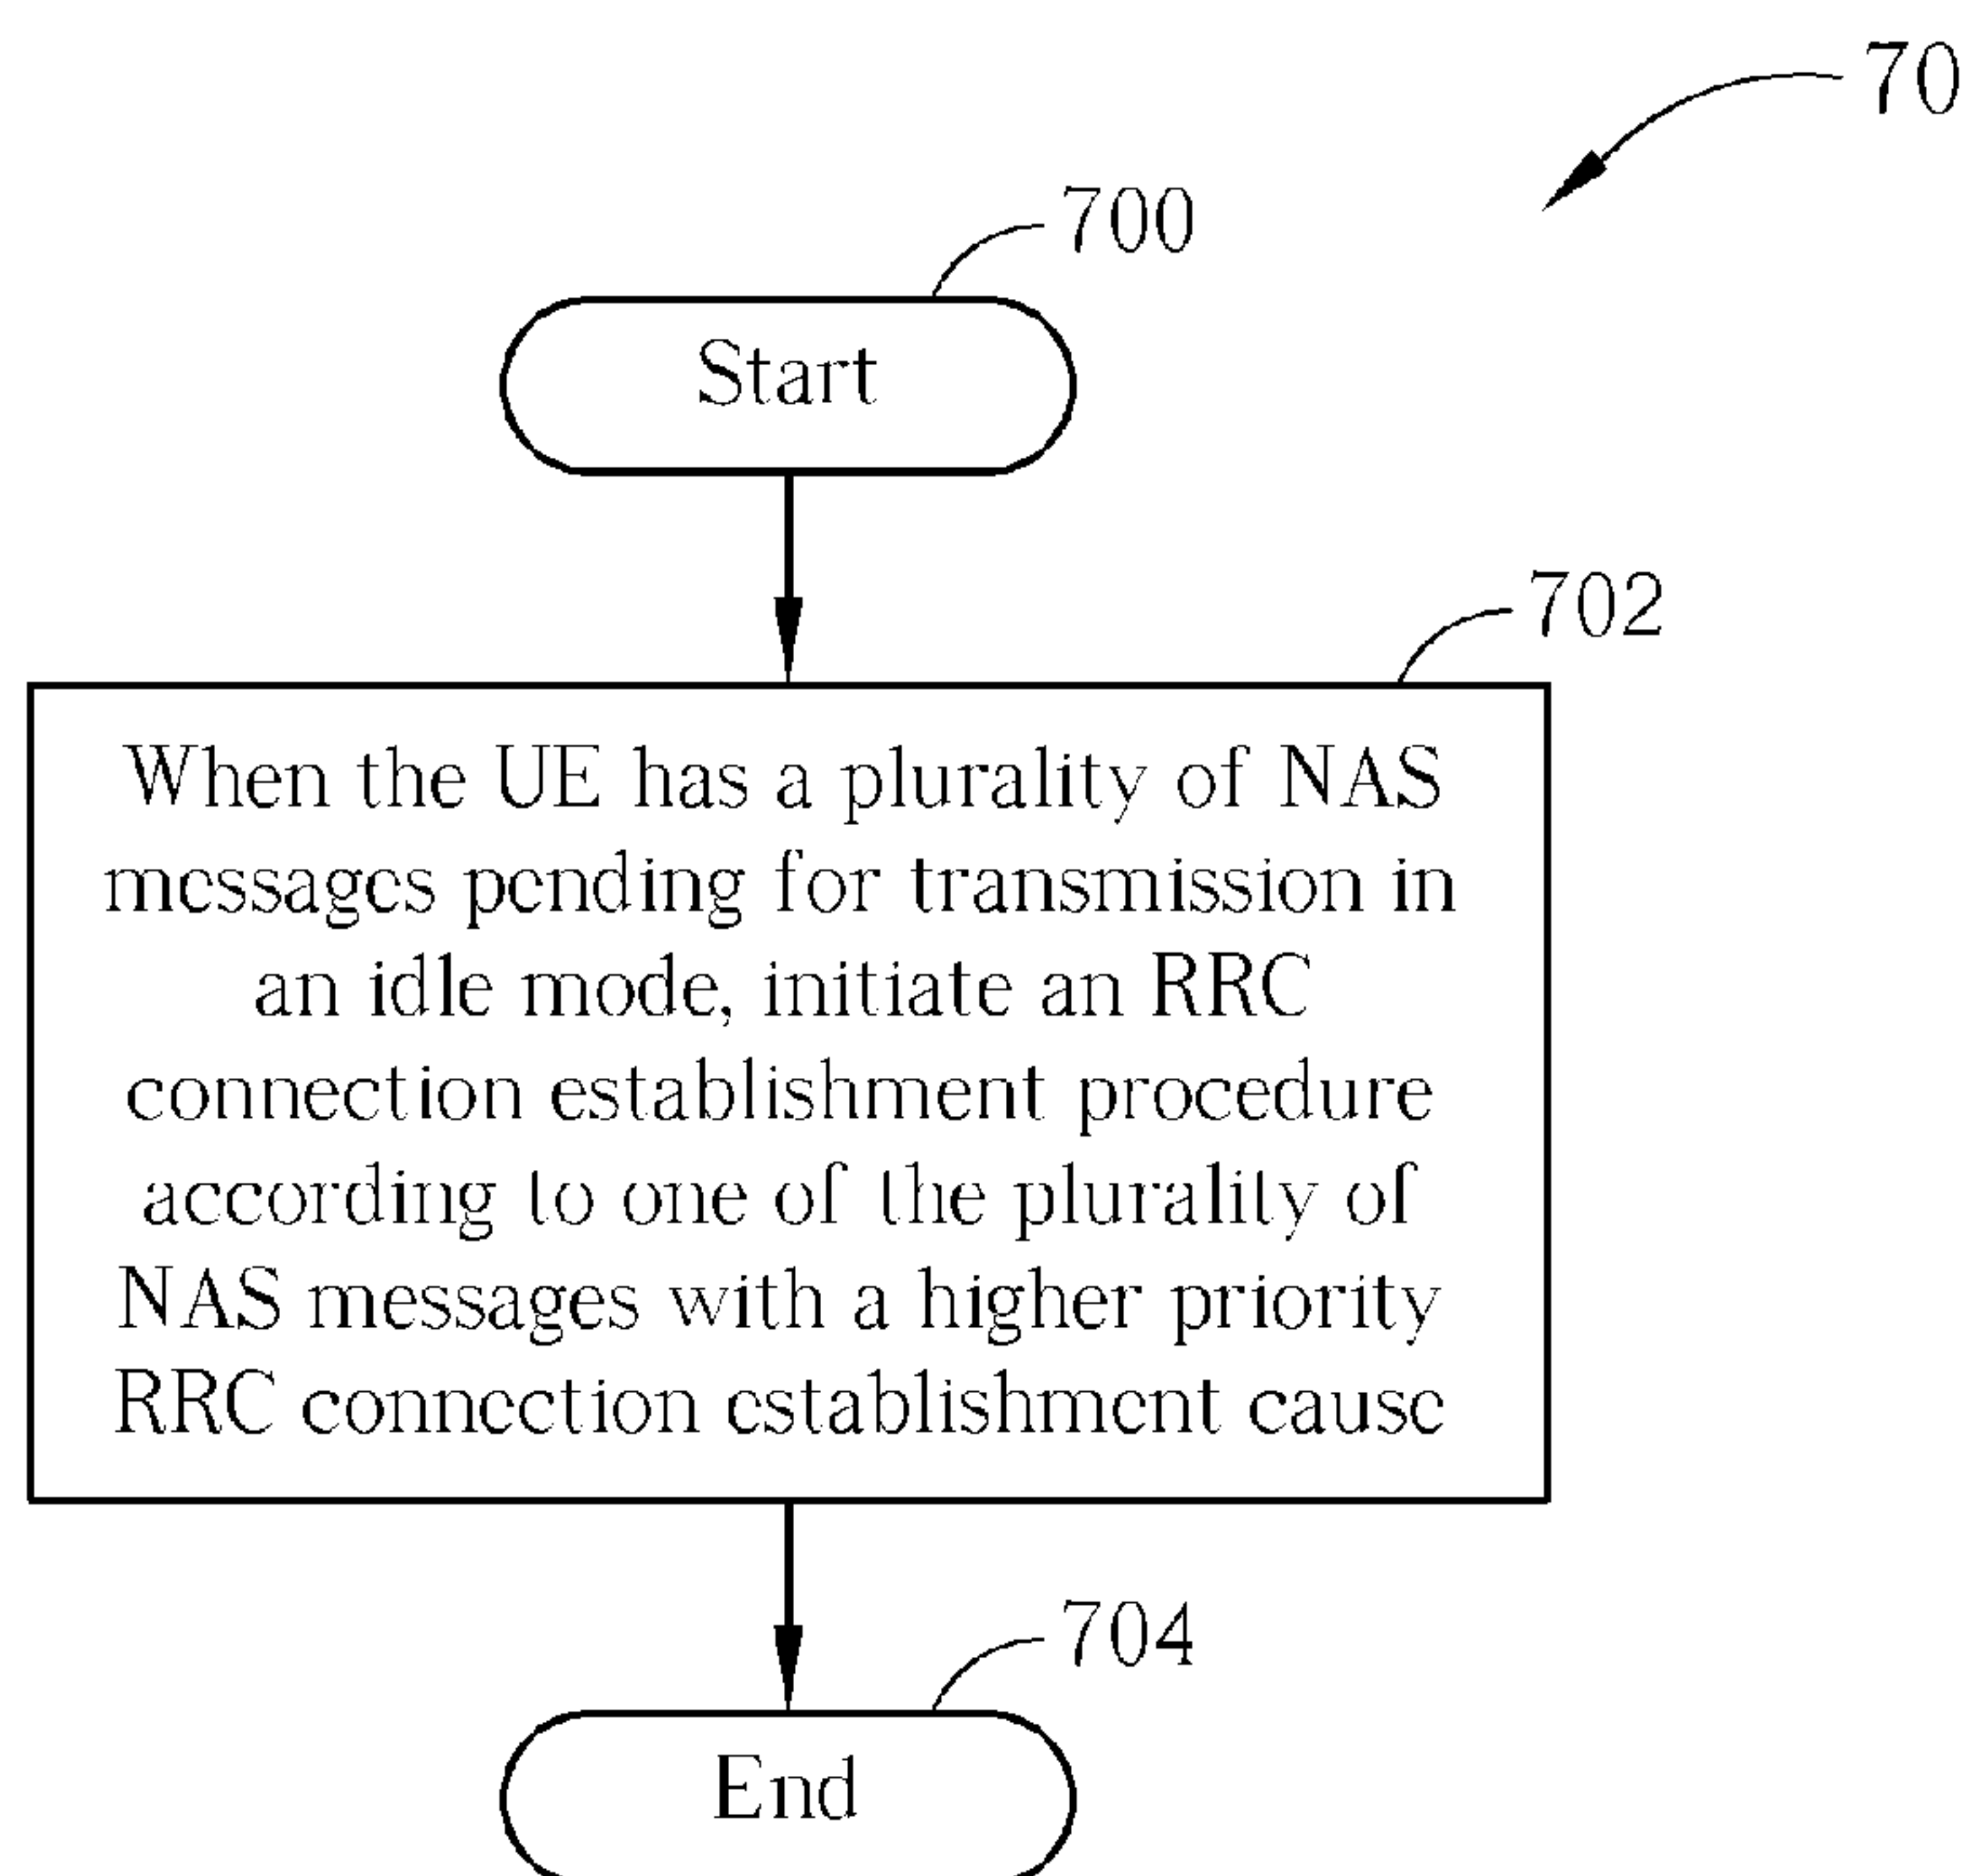 70
700
Start
702
When the UE has a plurality of NAS
messages pending for transmission in
an idle mode, initiate an RRC
connection establishment procedure
according to one of the plurality of
NAS messages with a higher priority
RRC connection establishment cause
704
End